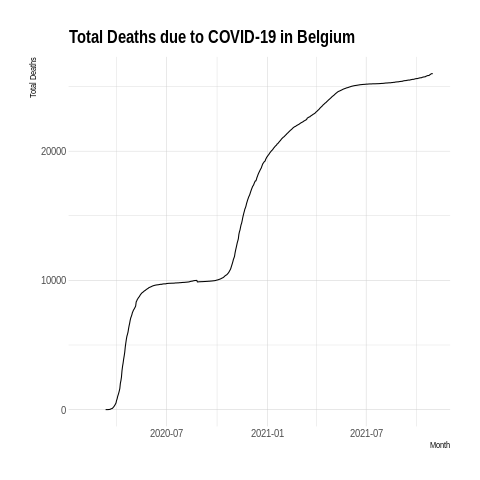 Total Deaths due to COVID-19 in Belgium
Total Deaths
20000
10000
0
2020-07 2021-01 2021-07
Month